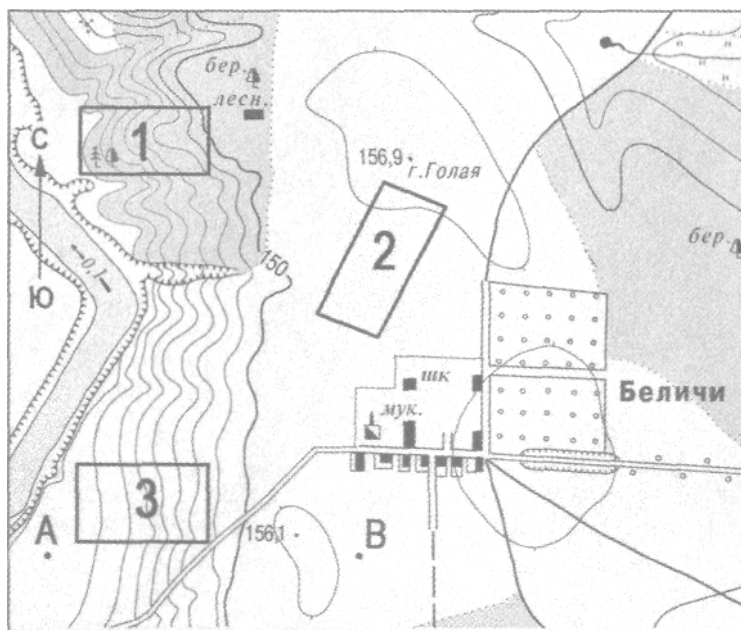 бер.
лесн.
С
1
156,9
г. Голая
2
Ю
0,1
150
бер.
шк
Беличи
мук.
3
А
156,1
В